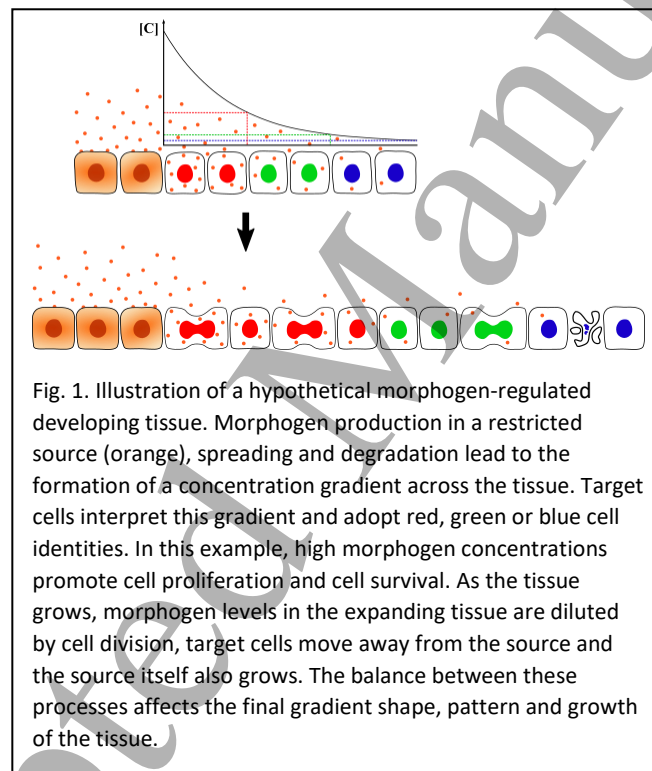 [C]
Fig. 1. Illustration of a hypothetical morphogen-regulated
developing tissue. Morphogen production in a restricted
source (orange), spreading and degradation lead to the
formation of a concentration gradient across the tissue. Target
cells interpret this gradient and adopt red, green or blue cell
identities. In this example, high morphogen concentrations
promote cell proliferation and cell survival. As the tissue
grows, morphogen levels in the expanding tissue are diluted
by cell division, target cells move away from the source and
the source itself also grows. The balance between these
processes affects the final gradient shape, pattern and growth
of the tissue.
pted Manu